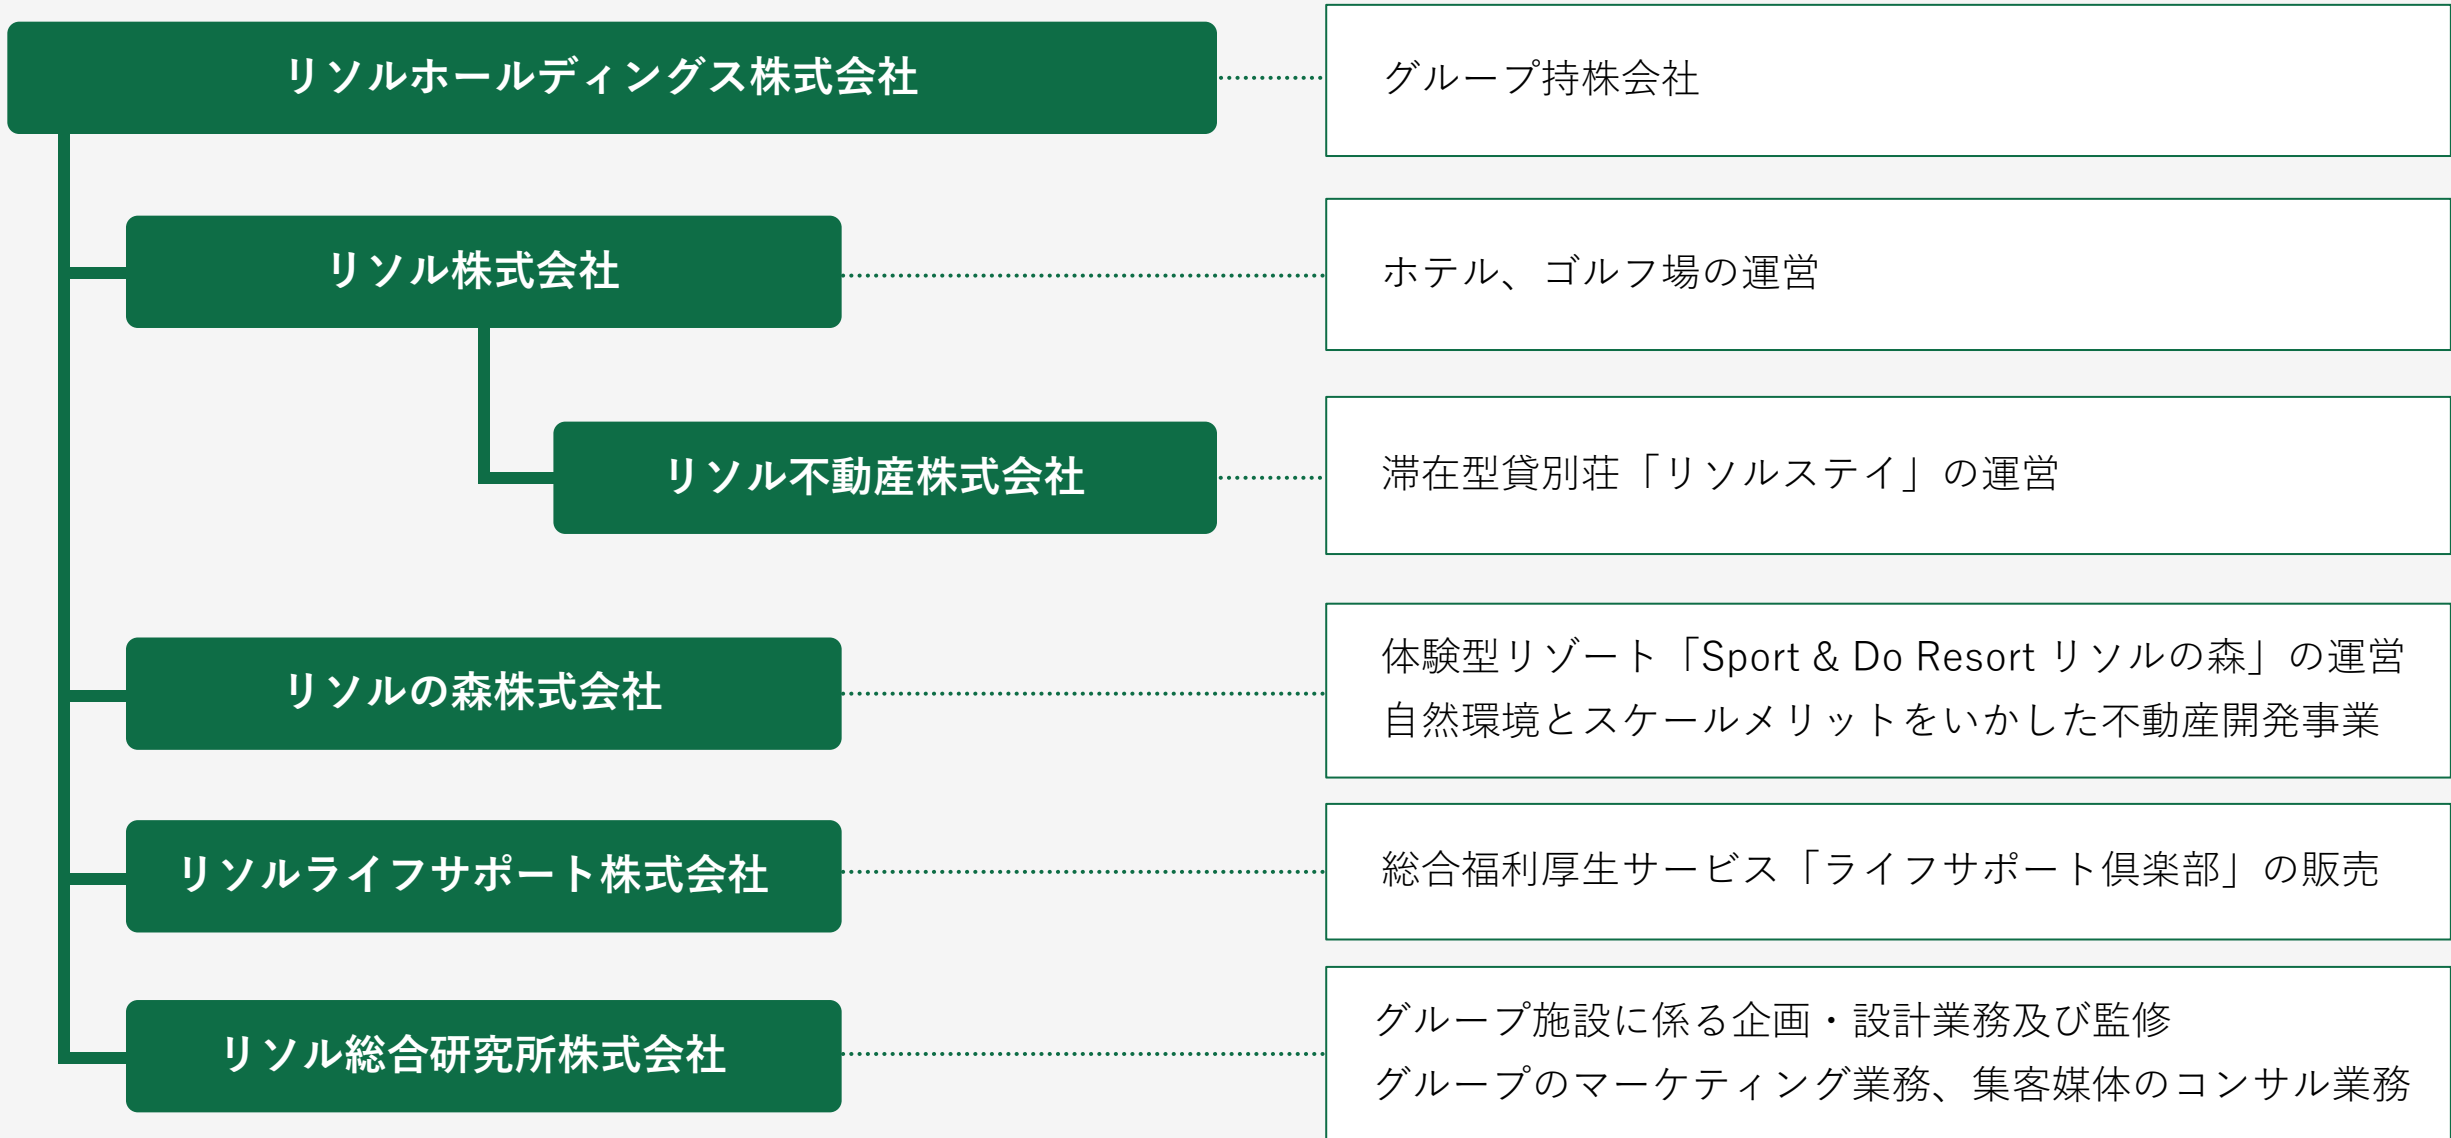 リソルホールディングス株式会社
グループ持株会社
リソル株式会社
ホテル、ゴルフ場の運営
リソル不動産株式会社
滞在型貸別荘「リソルステイ」の運営
リソルの森株式会社
体験型リゾート「Sport & Do Resort リソルの森」の運営
自然環境とスケールメリットをいかした不動産開発事業
リソルライフサポート株式会社
総合福利厚生サービス「ライフサポート倶楽部」の販売
リソル総合研究所株式会社
グループ施設に係る企画・設計業務及び監修
グループのマーケティング業務、集客媒体のコンサル業務